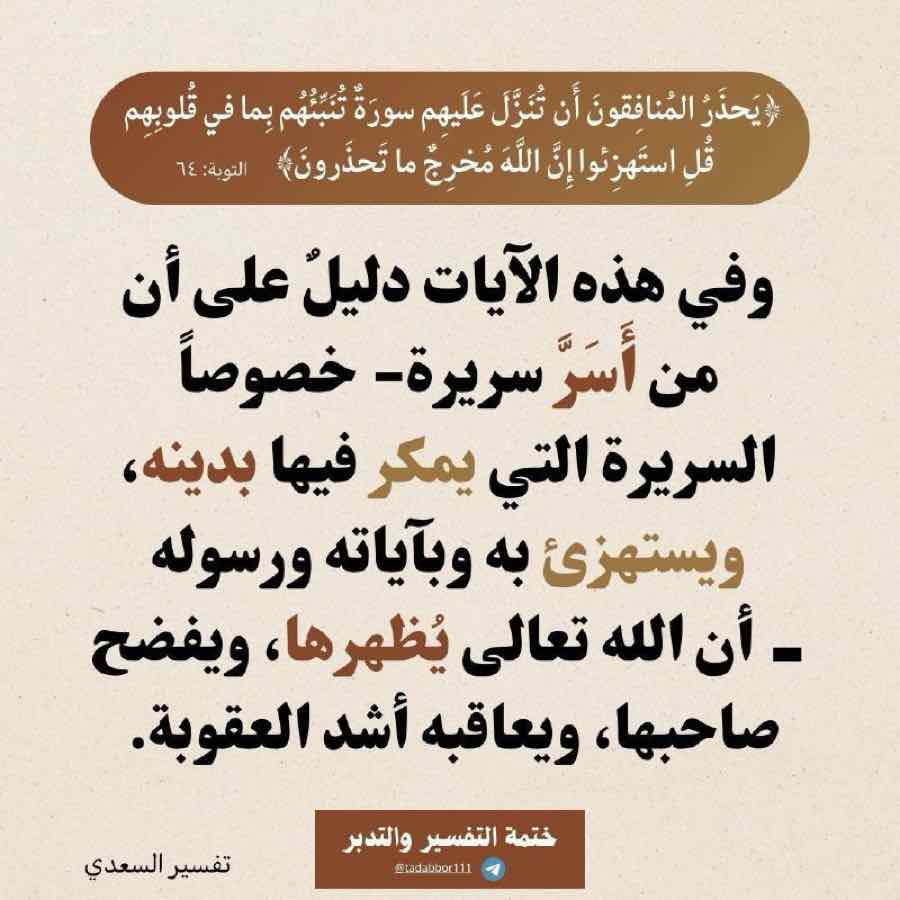 ﴿يَحذَرُ المُنافِقونَ أَن تُنَزَّلَ عَلَيهِم سورَةٌ تُنَبِّئُهُم بِما في قُلوبِهِم
قُلِ استَهزِئوا إِنَّ اللَّهَ مُخرِجٌ ما تَحذَرونَ﴾ التوبة: ٦٤
وفي هذه الآيات دليلٌ على أن
من أَسَرَّ سريرة- خصوصاً
السريرة التي يمكر فيها بدينه،
ويستهزئ به وبآياته ورسوله
ـ أن الله تعالى يُظهرها، ويفضح
صاحبها، ويعاقبه أشد العقوبة.
ختمة التفسير والتدبر
@tadabbor111
تفسير السعدي